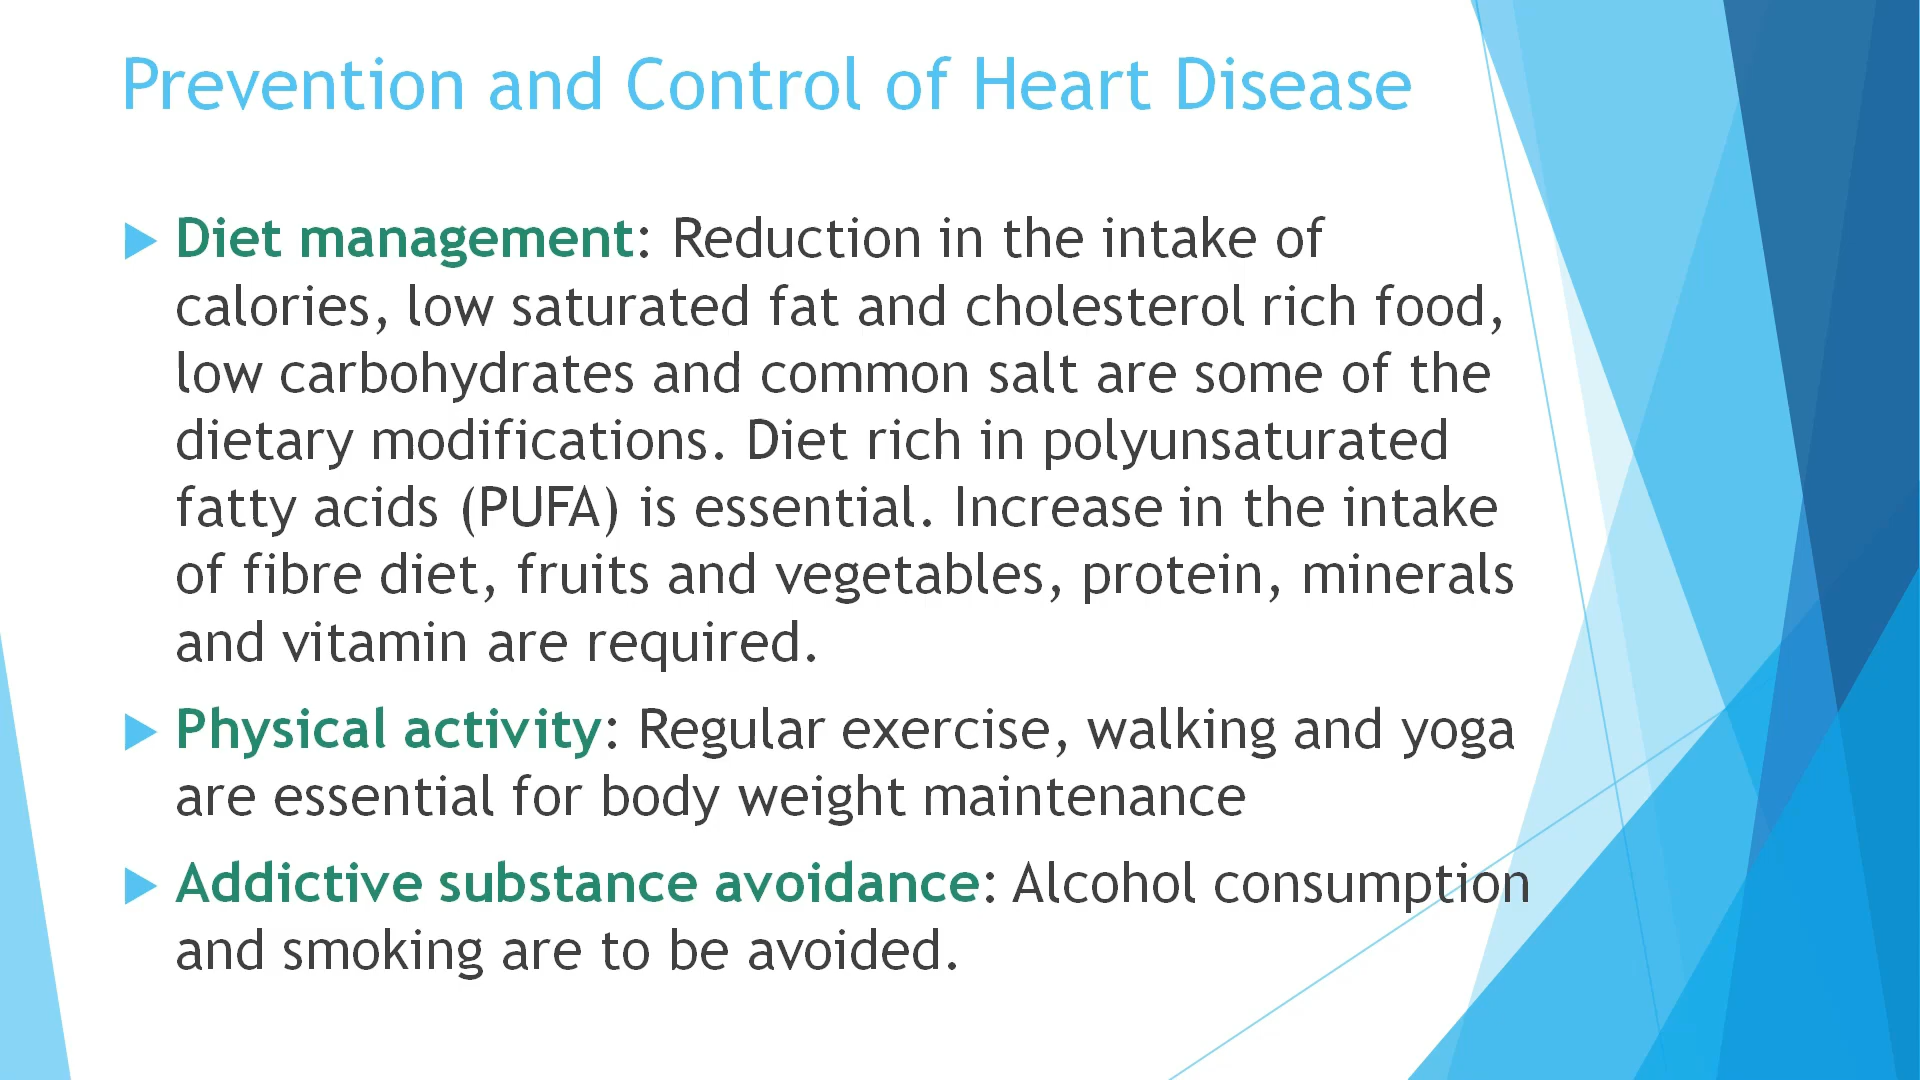 Prevention and Control of Heart Disease
Diet management: Reduction in the intake of
calories, low saturated fat and cholesterol rich food,
low carbohydrates and common salt are some of the
dietary modifications. Diet rich in polyunsaturated
fatty acids (PUFA) is essential. Increase in the intake
of fibre diet, fruits and vegetables, protein, minerals
and vitamin are required.
Physical activity: Regular exercise, walking and yoga
are essential for body weight maintenance
Addictive substance avoidance: Alcohol consumption
and smoking are to be avoided.